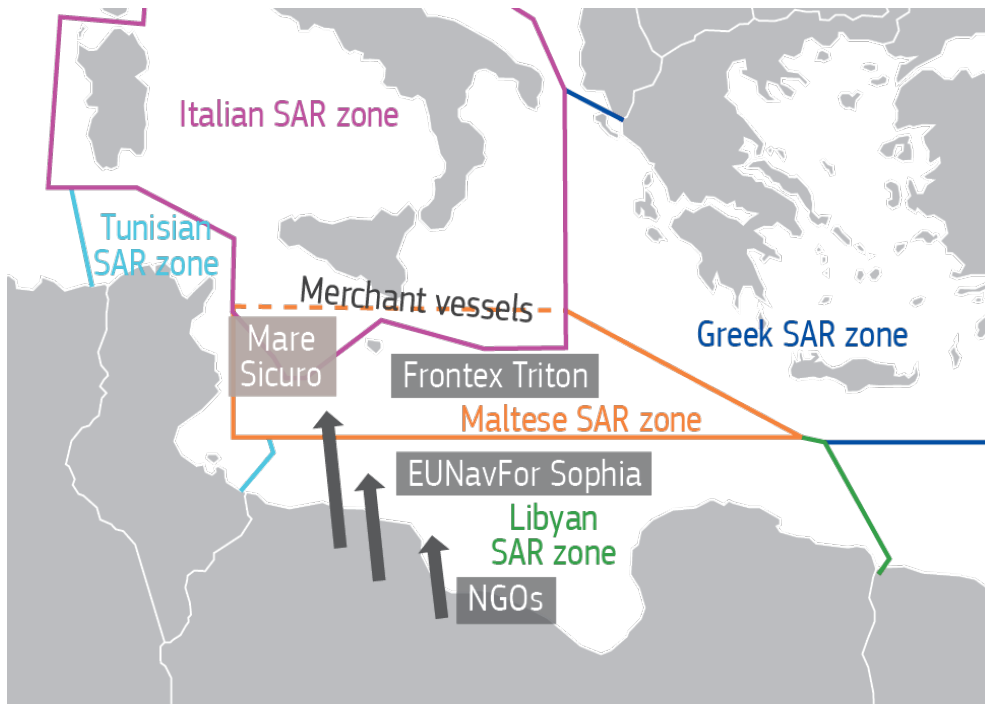 Italian SAR zone
Tunisian
SAR zone
Merchant vessels
Mare
Sicuro
Greek SAR zone
Frontex Triton
Maltese SAR zone
EUNavFor Sophia
Libyan
SAR zone
NGOs